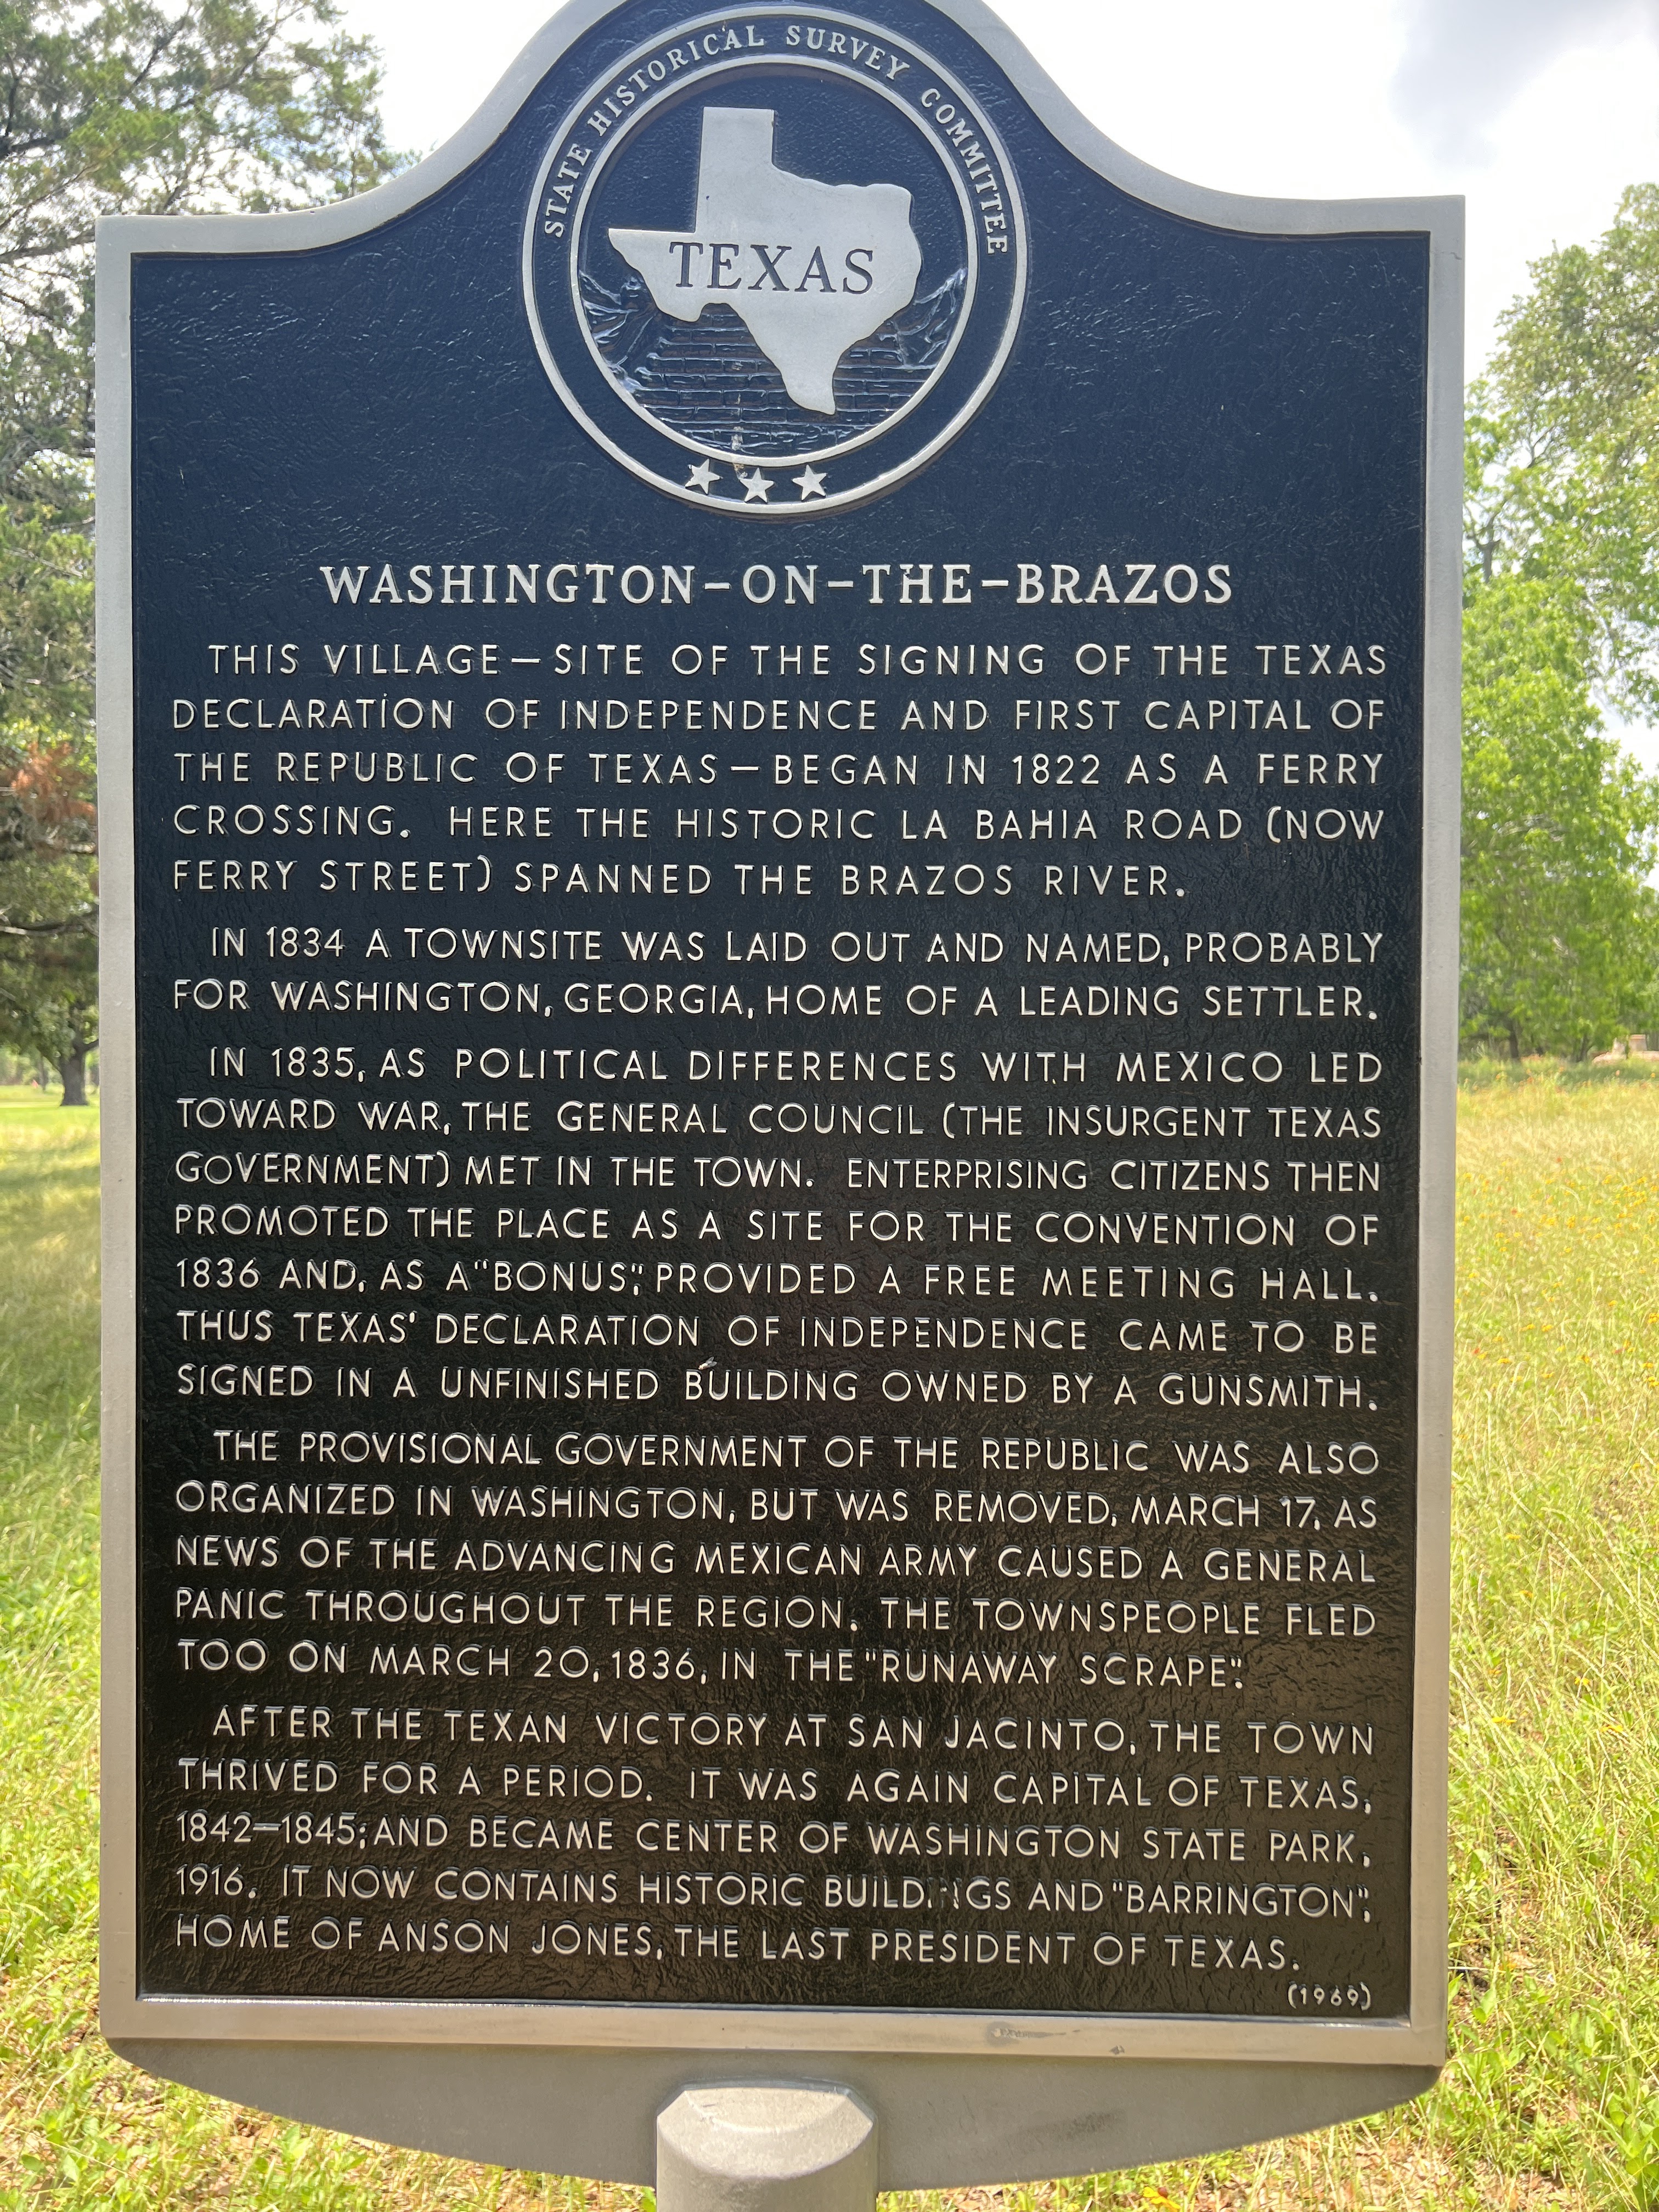 STATE HISTORICAL SURVEY COMMITTEE
TEXAS
WASHINGTON-ON-THE-BRAZOS
THIS VILLAGE—SITE OF THE SIGNING OF THE TEXAS
DECLARATION OF INDEPENDENCE AND FIRST CAPITAL OF
THE REPUBLIC OF TEXAS—BEGAN IN 1822 AS A FERRY
CROSSING. HERE THE HISTORIC LA BAHIA ROAD (NOW
FERRY STREET) SPANNED THE BRAZOS RIVER.
IN 1834 A TOWNSITE WAS LAID OUT AND NAMED, PROBABLY
FOR WASHINGTON, GEORGIA, HOME OF A LEADING SETTLER.
IN 1835, AS POLITICAL DIFFERENCES WITH MEXICO LED
TOWARD WAR, THE GENERAL COUNCIL (THE INSURGENT TEXAS
GOVERNMENT) MET IN THE TOWN. ENTERPRISING CITIZENS THEN
PROMOTED THE PLACE AS A SITE FOR THE CONVENTION OF
1836 AND, AS A "BONUS", PROVIDED A FREE MEETING HALL.
THUS TEXAS' DECLARATION OF INDEPENDENCE CAME TO BE
SIGNED IN A UNFINISHED BUILDING OWNED BY A GUNSMITH.
THE PROVISIONAL GOVERNMENT OF THE REPUBLIC WAS ALSO
ORGANIZED IN WASHINGTON, BUT WAS REMOVED, MARCH 17, AS
NEWS OF THE ADVANCING MEXICAN ARMY CAUSED A GENERAL
PANIC THROUGHOUT THE REGION. THE TOWNSPEOPLE FLED
TOO ON MARCH 20, 1836, IN THE "RUNAWAY SCRAPE".
AFTER THE TEXAN VICTORY AT SAN JACINTO, THE TOWN
THRIVED FOR A PERIOD. IT WAS AGAIN CAPITAL OF TEXAS,
1842—1845; AND BECAME CENTER OF WASHINGTON STATE PARK,
1916. IT NOW CONTAINS HISTORIC BUILDINGS AND "BARRINGTON",
HOME OF ANSON JONES, THE LAST PRESIDENT OF TEXAS.
(1969)